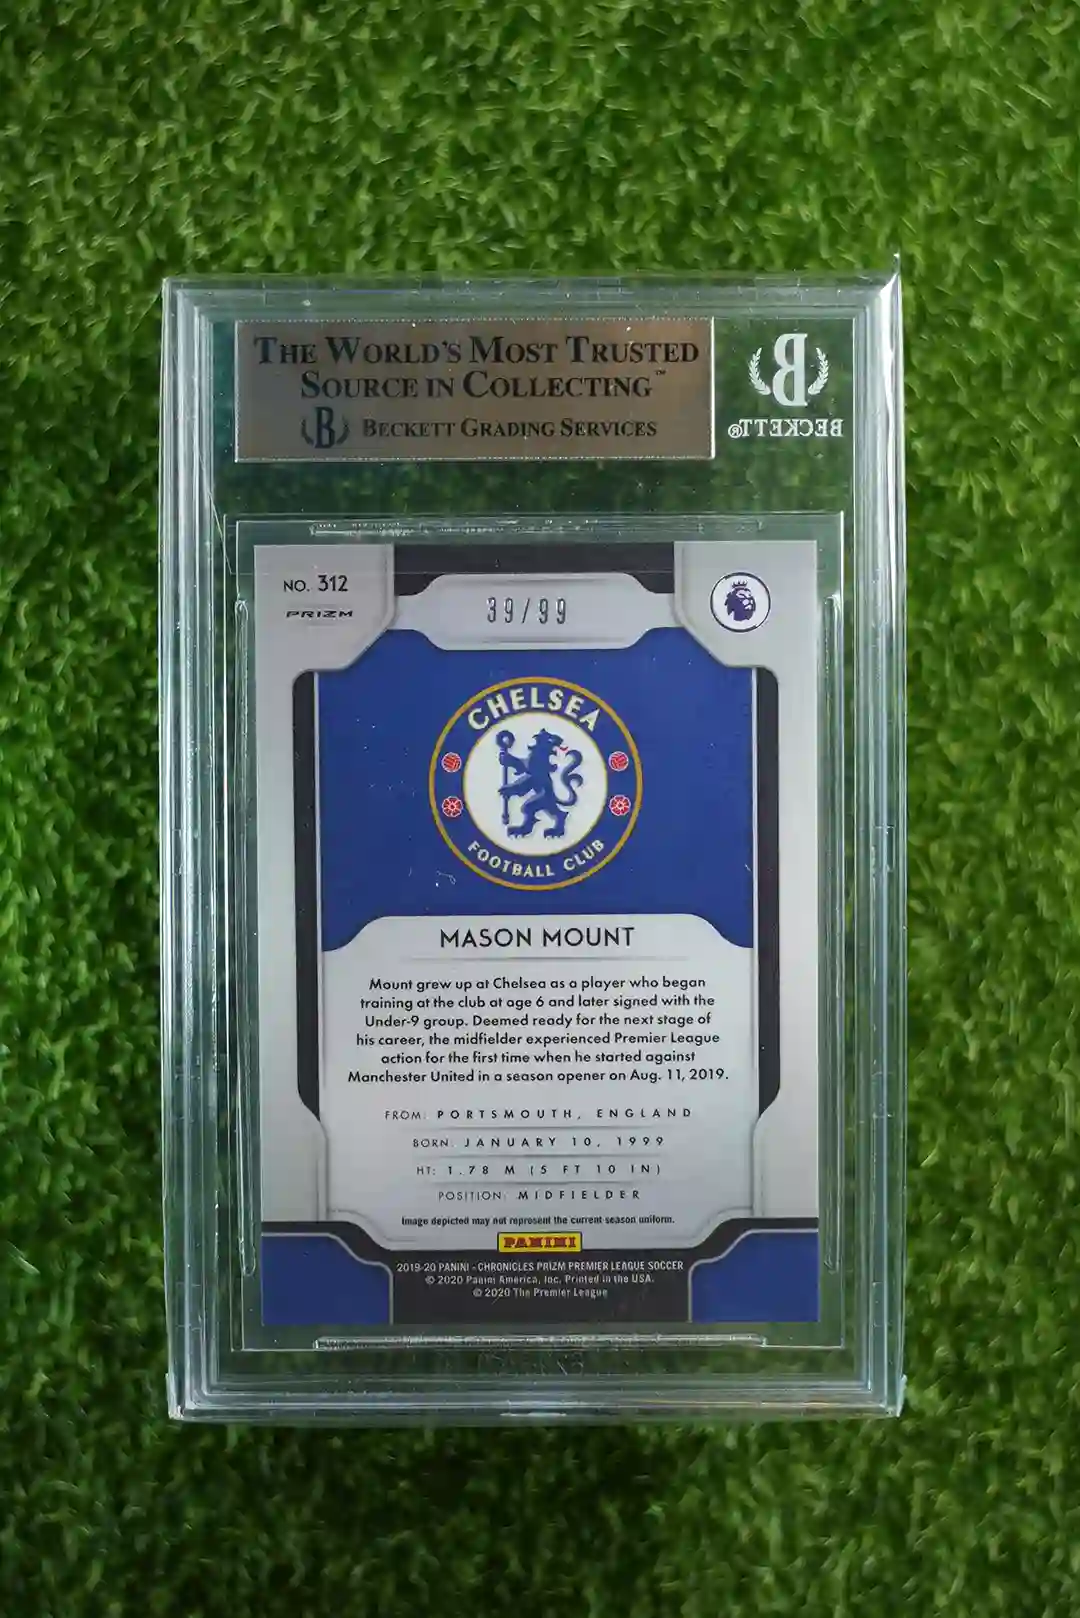 THE WORLD'S MOST TRUSTED
SOURCE IN COLLECTING™
B BECKETT GRADING SERVICES
B
BECKETT®
NO. 312
PRIZM
39/99
CHELSEA
FOOTBALL CLUB
MASON MOUNT
Mount grew up at Chelsea as a player who began
training at the club at age 6 and later signed with the
Under-9 group. Deemed ready for the next stage of
his career, the midfielder experienced Premier League
action for the first time when he started against
Manchester United in a season opener on Aug. 11, 2019.
FROM: PORTSMOUTH, ENGLAND
BORN: JANUARY 10, 1999
HT: 1.78 M (5 FT 10 IN)
POSITION: MIDFIELDER
Image depicted may not represent the current season uniform.
PANINI
2019-20 PANINI - CHRONICLES PRIZM PREMIER LEAGUE SOCCER
© 2020 Panini America, Inc. Printed in the USA.
© 2020 The Premier League